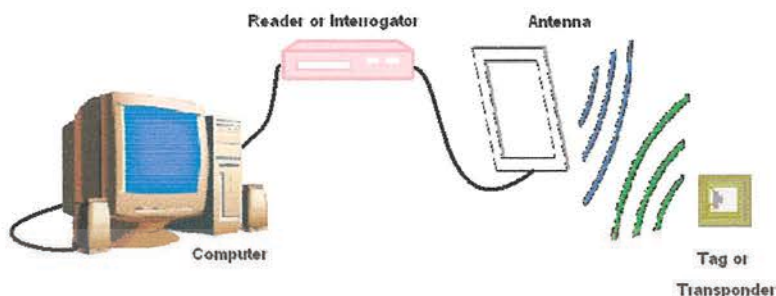 Reader or Interrogator
Antenna
Computer
Tag or
Transponder